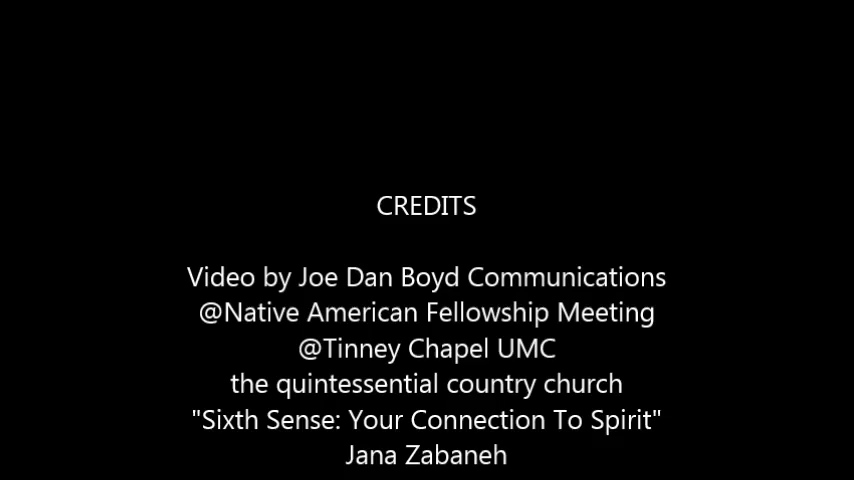 CREDITS
Video by Joe Dan Boyd Communications
@Native American Fellowship Meeting
@Tinney Chapel UMC
the quintessential country church
"Sixth Sense: Your Connection To Spirit"
Jana Zabaneh